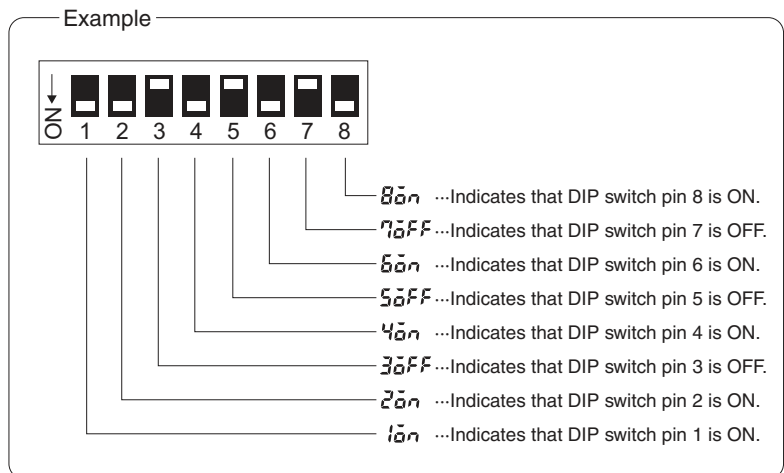 Example
ON
1 2 3 4 5 6 7 8
8on ···Indicates that DIP switch pin 8 is ON.
7oFF···Indicates that DIP switch pin 7 is OFF.
6on ···Indicates that DIP switch pin 6 is ON.
5oFF···Indicates that DIP switch pin 5 is OFF.
4on ···Indicates that DIP switch pin 4 is ON.
3oFF···Indicates that DIP switch pin 3 is OFF.
2on ···Indicates that DIP switch pin 2 is ON.
1on ···Indicates that DIP switch pin 1 is ON.